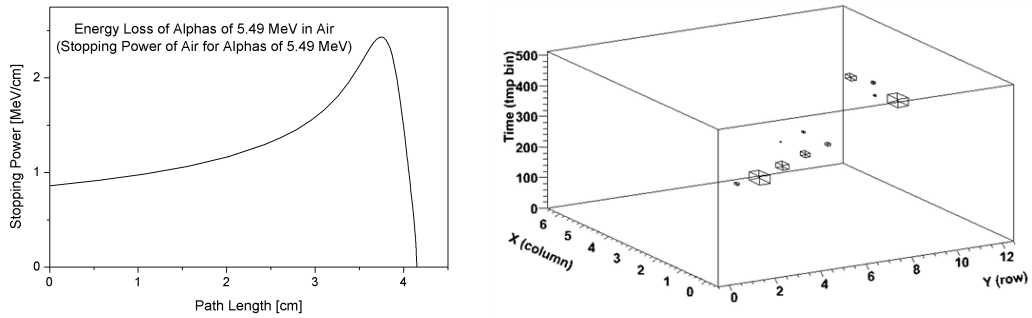 Energy Loss of Alphas of 5.49 MeV in Air
(Stopping Power of Air for Alphas of 5.49 MeV)
Stopping Power [MeV/cm]
2
1
0
0 1 2 3 4
Path Length [cm]
Time (tmp bin)
500
400
300
200
100
0
6 5 4 3 2 1 0
X (column)
0 2 4 6 8 10 12
Y (row)